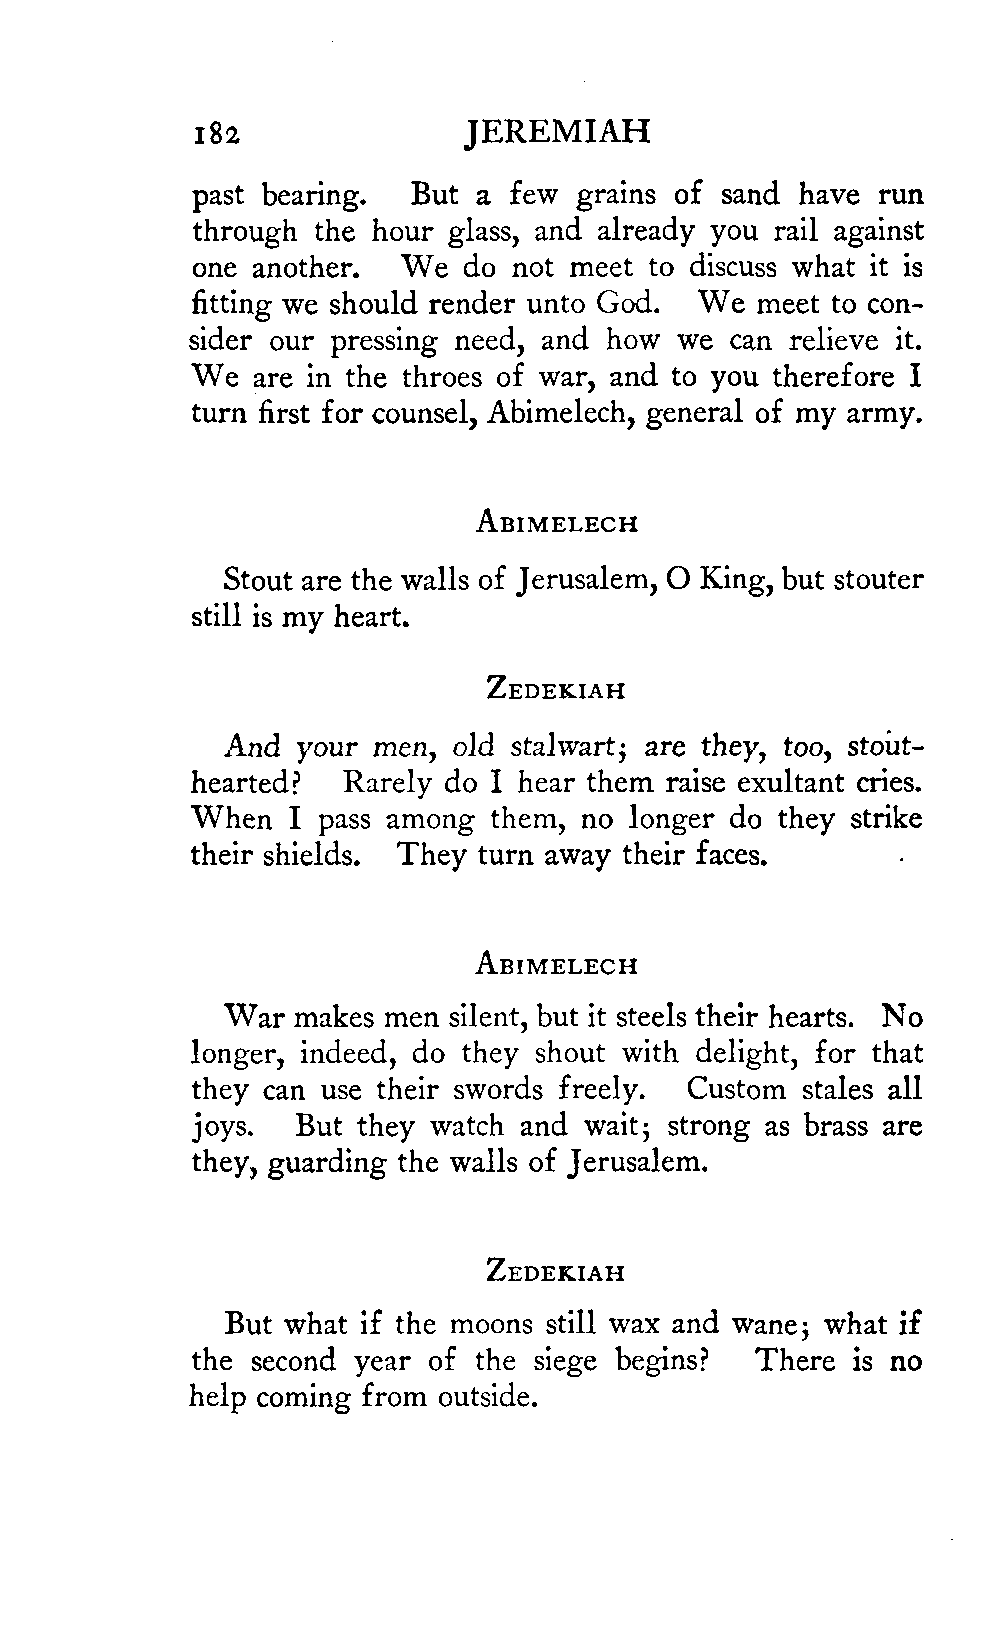 182 JEREMIAH
past bearing. But a few grains of sand have run
through the hour glass, and already you rail against
one another. We do not meet to discuss what it is
fitting we should render unto God. We meet to con-
sider our pressing need, and how we can relieve it.
We are in the throes of war, and to you therefore I
turn first for counsel, Abimelech, general of my army.
ABIMELECH
Stout are the walls of Jerusalem, O King, but stouter
still is my heart.
ZEDEKIAH
And your men, old stalwart; are they, too, stout-
hearted? Rarely do I hear them raise exultant cries.
When I pass among them, no longer do they strike
their shields. They turn away their faces.
ABIMELECH
War makes men silent, but it steels their hearts. No
longer, indeed, do they shout with delight, for that
they can use their swords freely. Custom stales all
joys. But they watch and wait; strong as brass are
they, guarding the walls of Jerusalem.
ZEDEKIAH
But what if the moons still wax and wane; what if
the second year of the siege begins? There is no
help coming from outside.